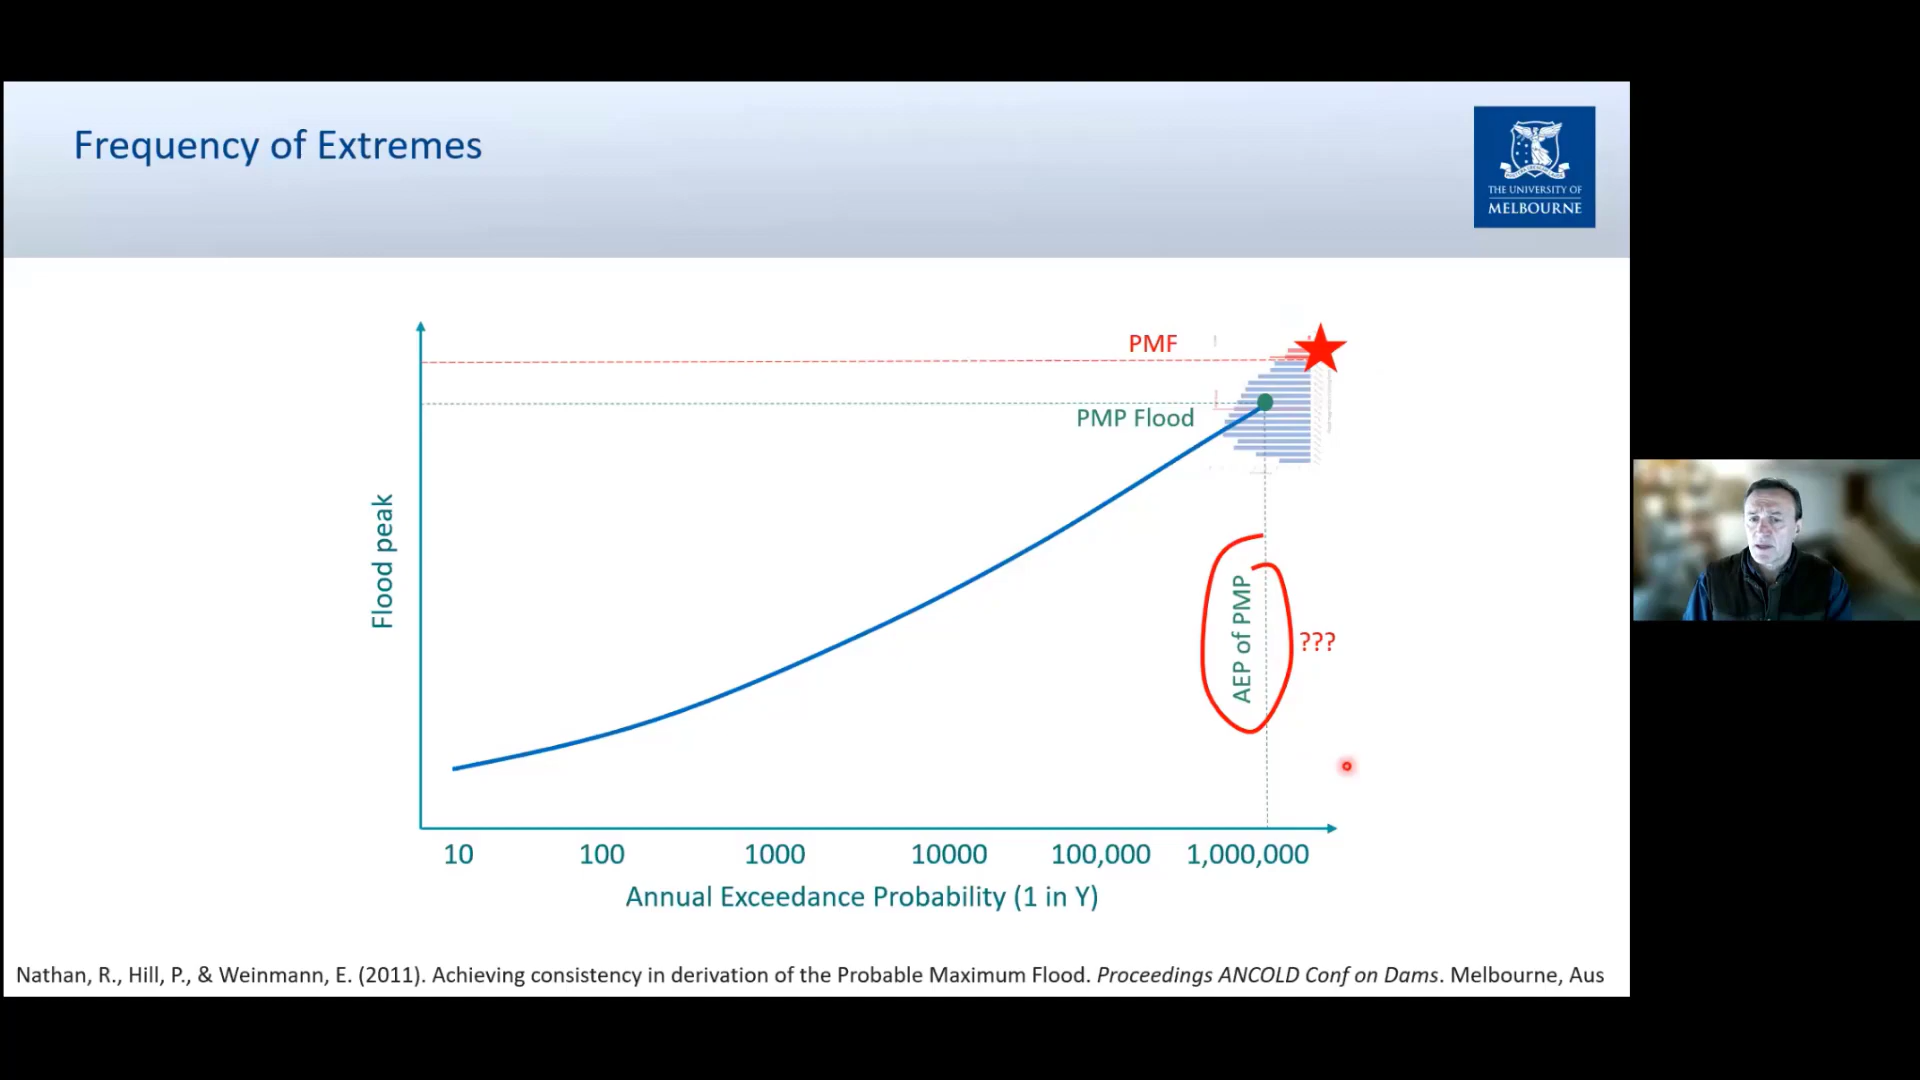 Frequency of Extremes
THE UNIVERSITY OF
MELBOURNE
PMF
PMP Flood
Flood peak
AEP of PMP
???
10 100 1000 10000 100,000 1,000,000
Annual Exceedance Probability (1 in Y)
Nathan, R., Hill, P., & Weinmann, E. (2011). Achieving consistency in derivation of the Probable Maximum Flood. Proceedings ANCOLD Conf on Dams. Melbourne, Aus